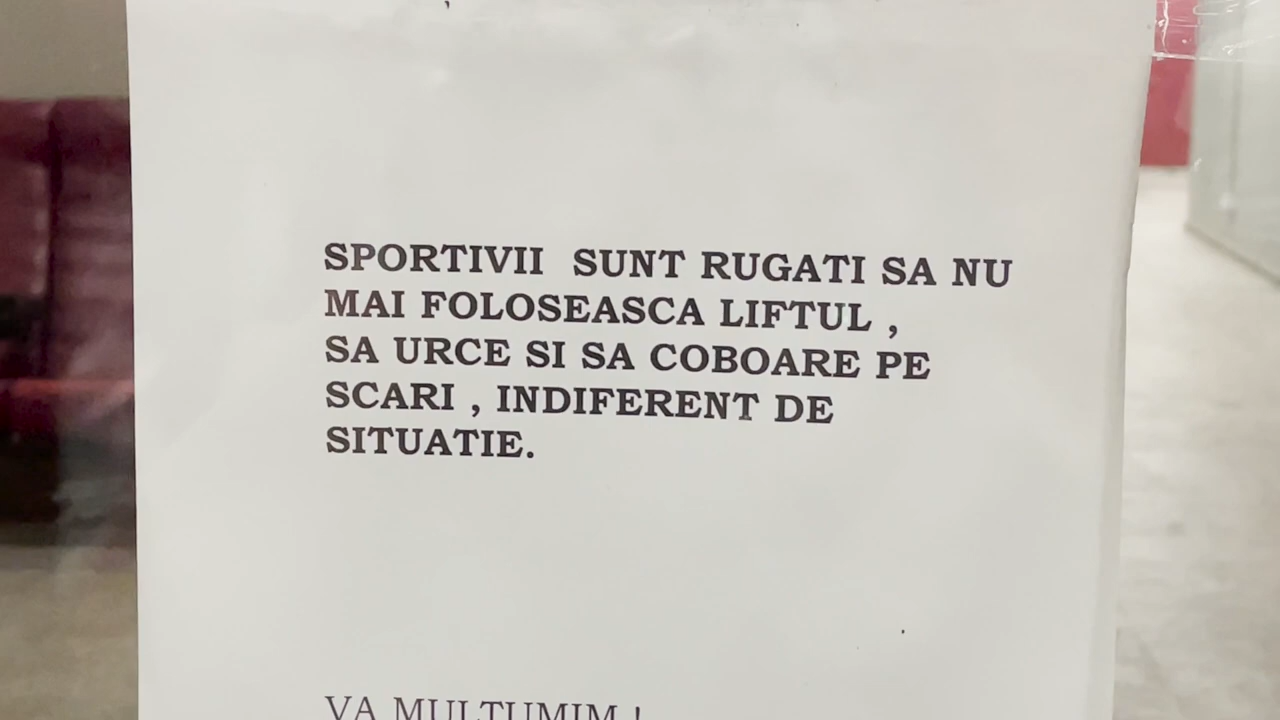 SPORTIVII SUNT RUGATI SA NU
MAI FOLOSEASCA LIFTUL ,
SA URCE SI SA COBOARE PE
SCARI , INDIFERENT DE
SITUATIE.
VA MULTUMIM !